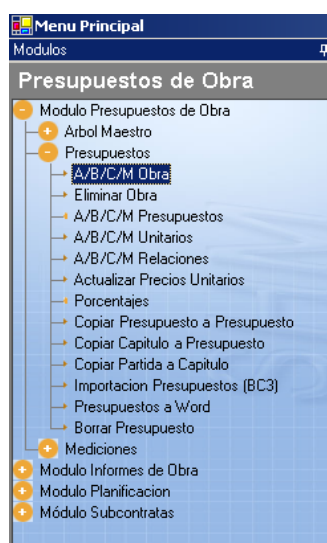 Menu Principal
Modulos
Presupuestos de Obra
Modulo Presupuestos de Obra
Arbol Maestro
Presupuestos
A/B/C/M Obra
Eliminar Obra
A/B/C/M Presupuestos
A/B/C/M Unitarios
A/B/C/M Relaciones
Actualizar Precios Unitarios
Porcentajes
Copiar Presupuesto a Presupuesto
Copiar Capitulo a Presupuesto
Copiar Partida a Capitulo
Importacion Presupuestos (BC3)
Presupuestos a Word
Borrar Presupuesto
Mediciones
Modulo Informes de Obra
Modulo Planificacion
Módulo Subcontratas